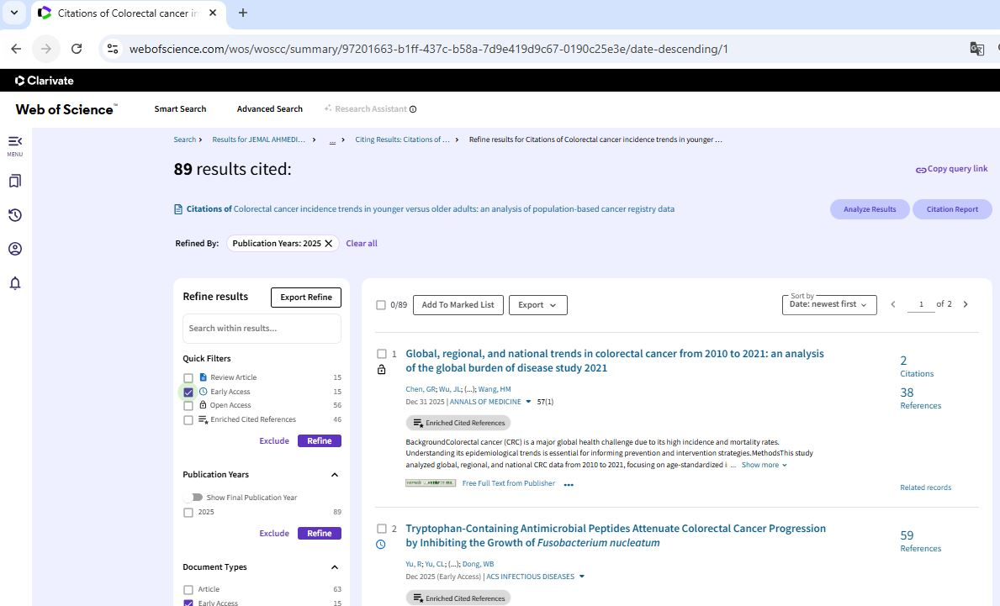 Citations of Colorectal cancer in
webofscience.com/wos/woscc/summary/97201663-b1ff-437c-b58a-7d9e419d9c67-0190c25e3e/date-descending/1
Clarivate
Web of Science™
Smart Search
Advanced Search
Research Assistant
MENU
Search > Results for JEMAL AHMEDI... > ... > Citing Results: Citations of ... > Refine results for Citations of Colorectal cancer incidence trends in younger ...
89 results cited:
Copy query link
Citations of Colorectal cancer incidence trends in younger versus older adults: an analysis of population-based cancer registry data
Analyze Results
Citation Report
Refined By:
Publication Years: 2025
Clear all
Refine results
Export Refine
Search within results...
Quick Filters
Review Article 15
Early Access 15
Open Access 56
Enriched Cited References 46
Exclude
Refine
Publication Years
Show Final Publication Year
2025 89
Exclude
Refine
Document Types
Article 63
Early Access 15
0/89
Add To Marked List
Export
Sort by
Date: newest first
1 of 2
1
Global, regional, and national trends in colorectal cancer from 2010 to 2021: an analysis
of the global burden of disease study 2021
Chen, GR; Wu, JL; (...); Wang, HM
Dec 31 2025 | ANNALS OF MEDICINE 57(1)
Enriched Cited References
BackgroundColorectal cancer (CRC) is a major global health challenge due to its high incidence and mortality rates.
Understanding its epidemiological trends is essential for informing prevention and intervention strategies.MethodsThis study
analyzed global, regional, and national CRC data from 2010 to 2021, focusing on age-standardized i ... Show more
Free Full Text from Publisher
2
Citations
38
References
Related records
2
Tryptophan-Containing Antimicrobial Peptides Attenuate Colorectal Cancer Progression
by Inhibiting the Growth of Fusobacterium nucleatum
Yu, R; Yu, CL; (...); Dong, WB
Dec 2025 (Early Access) | ACS INFECTIOUS DISEASES
Enriched Cited References
59
References